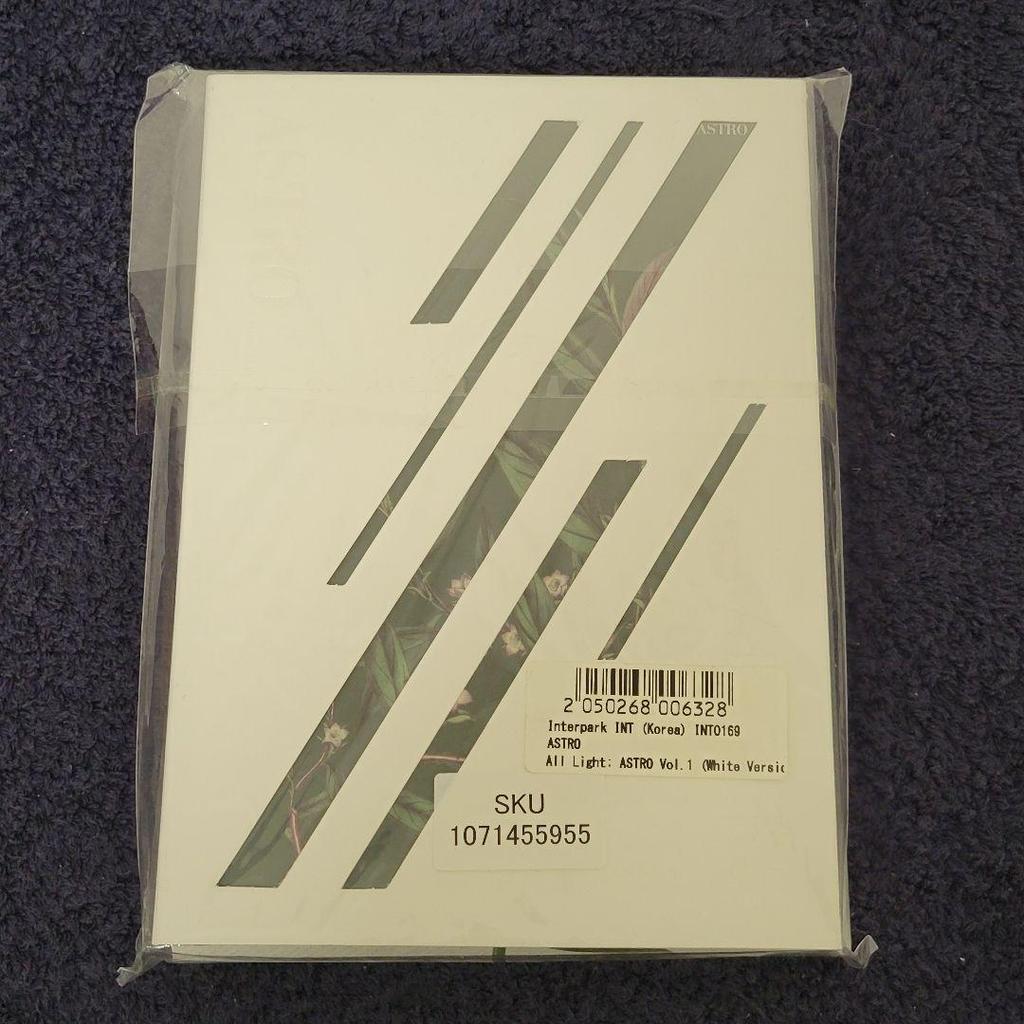 ASTRO
2 050268 006328
Interpark INT (Korea) INT0169
ASTRO
All Light: ASTRO Vol.1 (White Versic
SKU
1071455955